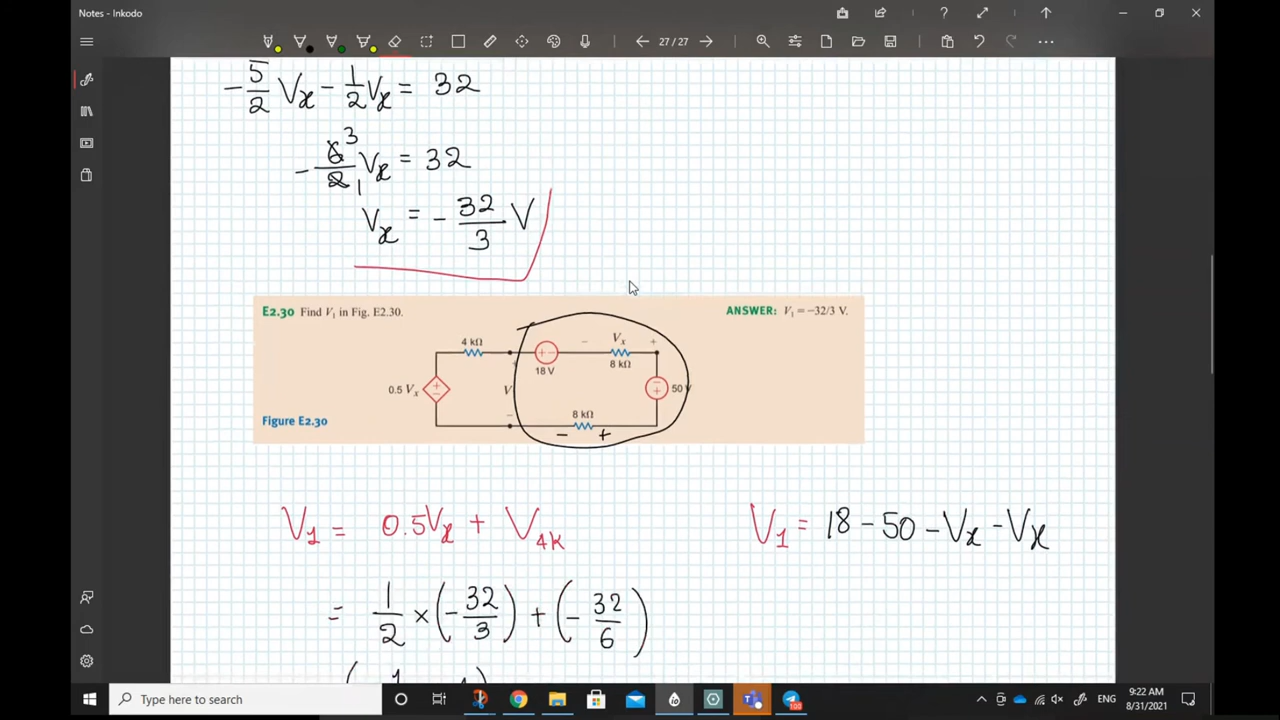 Notes - Inkodo
27 / 27
-5/2 Vx - 1/2 Vx = 32
- 6 3 / 2 1 Vx = 32
Vx = - 32/3 V
E2.30 Find V1 in Fig. E2.30.
ANSWER: V1 = −32/3 V.
4 kΩ
− Vx +
+ −
18 V
8 kΩ
0.5 Vx
+
−
V
−
+
50 V
8 kΩ
− +
Figure E2.30
V1 = 0.5Vx + V4K
V1 = 18 - 50 - Vx - Vx
= 1/2 × (- 32/3) + (- 32/6)
Type here to search
100
ENG
9:22 AM
8/31/2021